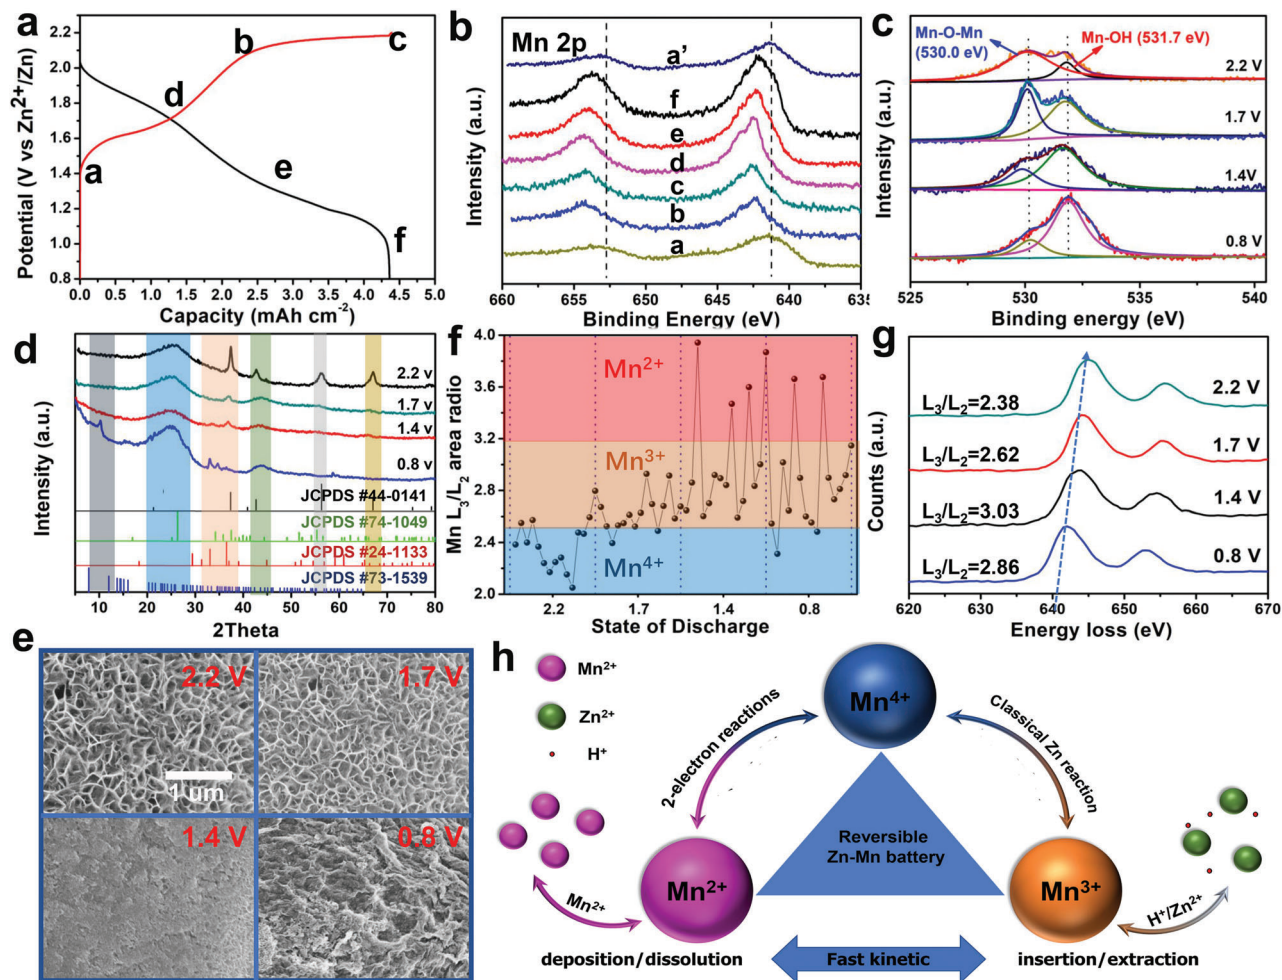 a
2.2
2.0
1.8
1.6
1.4
1.2
1.0
0.8
Potential (V vs Zn²⁺/Zn)
a
b
c
d
e
f
0.0 0.5 1.0 1.5 2.0 2.5 3.0 3.5 4.0 4.5 5.0
Capacity (mAh cm⁻²)
b
Mn 2p
Intensity (a.u.)
a’
f
e
d
c
b
a
660 655 650 645 640 635
Binding Energy (eV)
c
Mn-O-Mn
(530.0 eV)
Mn-OH (531.7 eV)
2.2 V
1.7 V
1.4V
0.8 V
Intensity (a.u.)
525 530 535 540
Binding energy (eV)
d
Intensity (a.u.)
2.2 v
1.7 v
1.4 v
0.8 v
JCPDS #44-0141
JCPDS #74-1049
JCPDS #24-1133
JCPDS #73-1539
10 20 30 40 50 60 70 80
2Theta
f
Mn L₃/L₂ area radio
4.0
3.6
3.2
2.8
2.4
2.0
Mn²⁺
Mn³⁺
Mn⁴⁺
2.2 1.7 1.4 0.8
State of Discharge
g
Counts (a.u.)
L₃/L₂=2.38
2.2 V
L₃/L₂=2.62
1.7 V
L₃/L₂=3.03
1.4 V
L₃/L₂=2.86
0.8 V
620 630 640 650 660 670
Energy loss (eV)
e
2.2 V
1 um
1.7 V
1.4 V
0.8 V
h
Mn²⁺
Zn²⁺
H⁺
Mn⁴⁺
2-electron reactions
Classical Zn reaction
Reversible
Zn-Mn battery
Mn²⁺
Mn³⁺
Mn²⁺
H⁺/Zn²⁺
deposition/dissolution
Fast kinetic
insertion/extraction